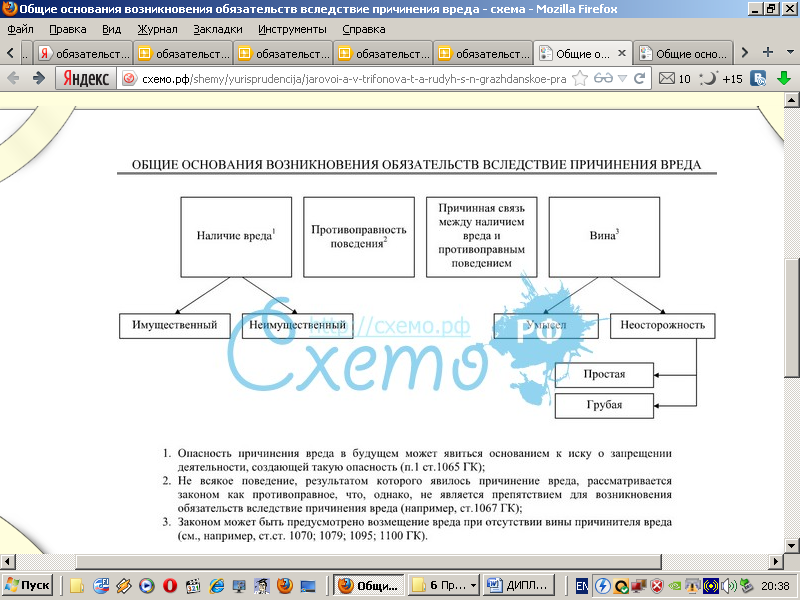 Общие основания возникновения обязательств вследствие причинения вреда - схема - Mozilla Firefox
Файл Правка Вид Журнал Закладки Инструменты Справка
обязательст... обязательст... обязательст... обязательст... обязательст... Общие о... Общие осно...
Яндекс схемо.рф/shemy/yurisprudencija/jarovoi-a-v-trifonova-t-a-rudyh-s-n-grazhdanskoe-pra 10 +15
ОБЩИЕ ОСНОВАНИЯ ВОЗНИКНОВЕНИЯ ОБЯЗАТЕЛЬСТВ ВСЛЕДСТВИЕ ПРИЧИНЕНИЯ ВРЕДА
Наличие вреда1
Противоправность
поведения2
Причинная связь
между наличием
вреда и
противоправным
поведением
Вина3
Имущественный
Неимущественный
Умысел
Неосторожность
Простая
Грубая
http://схемо.рф
Схемо
РФ
1. Опасность причинения вреда в будущем может явиться основанием к иску о запрещении
деятельности, создающей такую опасность (п.1 ст.1065 ГК);
2. Не всякое поведение, результатом которого явилось причинение вреда, рассматривается
законом как противоправное, что, однако, не является препятствием для возникновения
обязательств вследствие причинения вреда (например, ст.1067 ГК);
3. Законом может быть предусмотрено возмещение вреда при отсутствии вины причинителя вреда
(см., например, ст.ст. 1070; 1079; 1095; 1100 ГК).
Пуск Общи... 6 Пр... ДИПЛ... EN 20:38